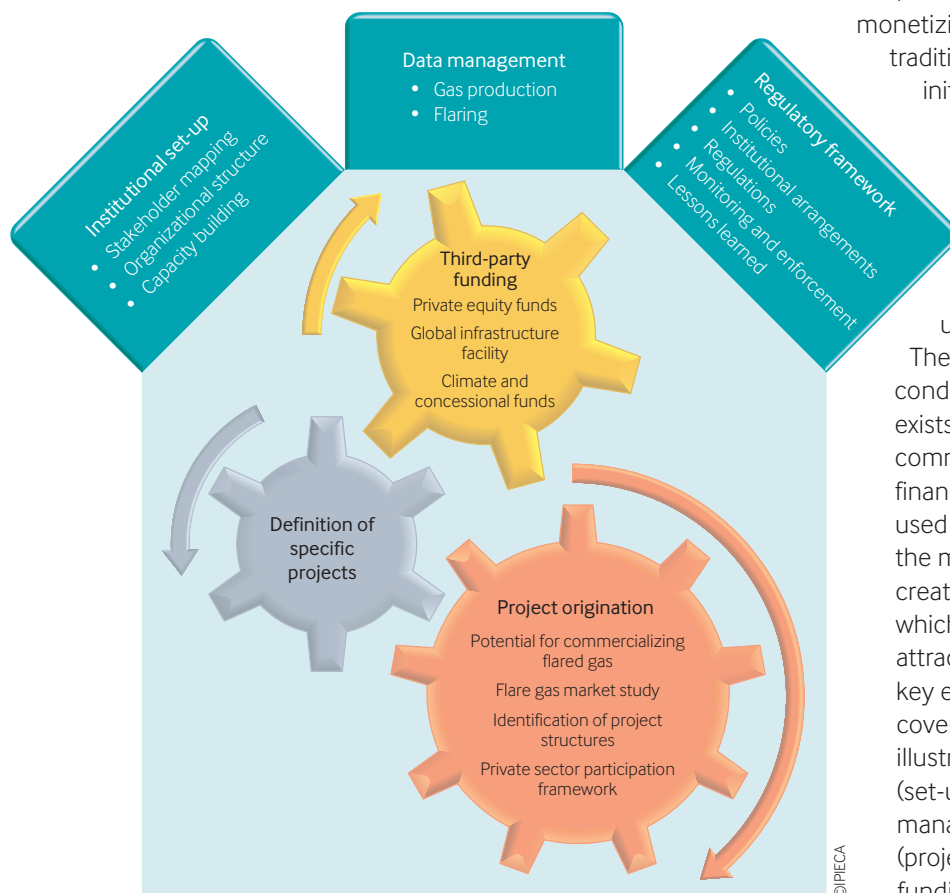 Institutional set-up
• Stakeholder mapping
• Organizational structure
• Capacity building
Data management
• Gas production
• Flaring
Regulatory framework
• Policies
• Institutional arrangements
• Regulations
• Monitoring and enforcement
• Lessons learned
Third-party
funding
Private equity funds
Global infrastructure
facility
Climate and
concessional funds
Definition of
specific
projects
Project origination
Potential for commercializing
flared gas
Flare gas market study
Identification of project
structures
Private sector participation
framework
©IPIECA
monetizi
traditi
init
u
The
cond
exists
comm
finan
used
the m
creat
which
attrac
key e
cove
illustr
(set-u
mana
(proje
fundi